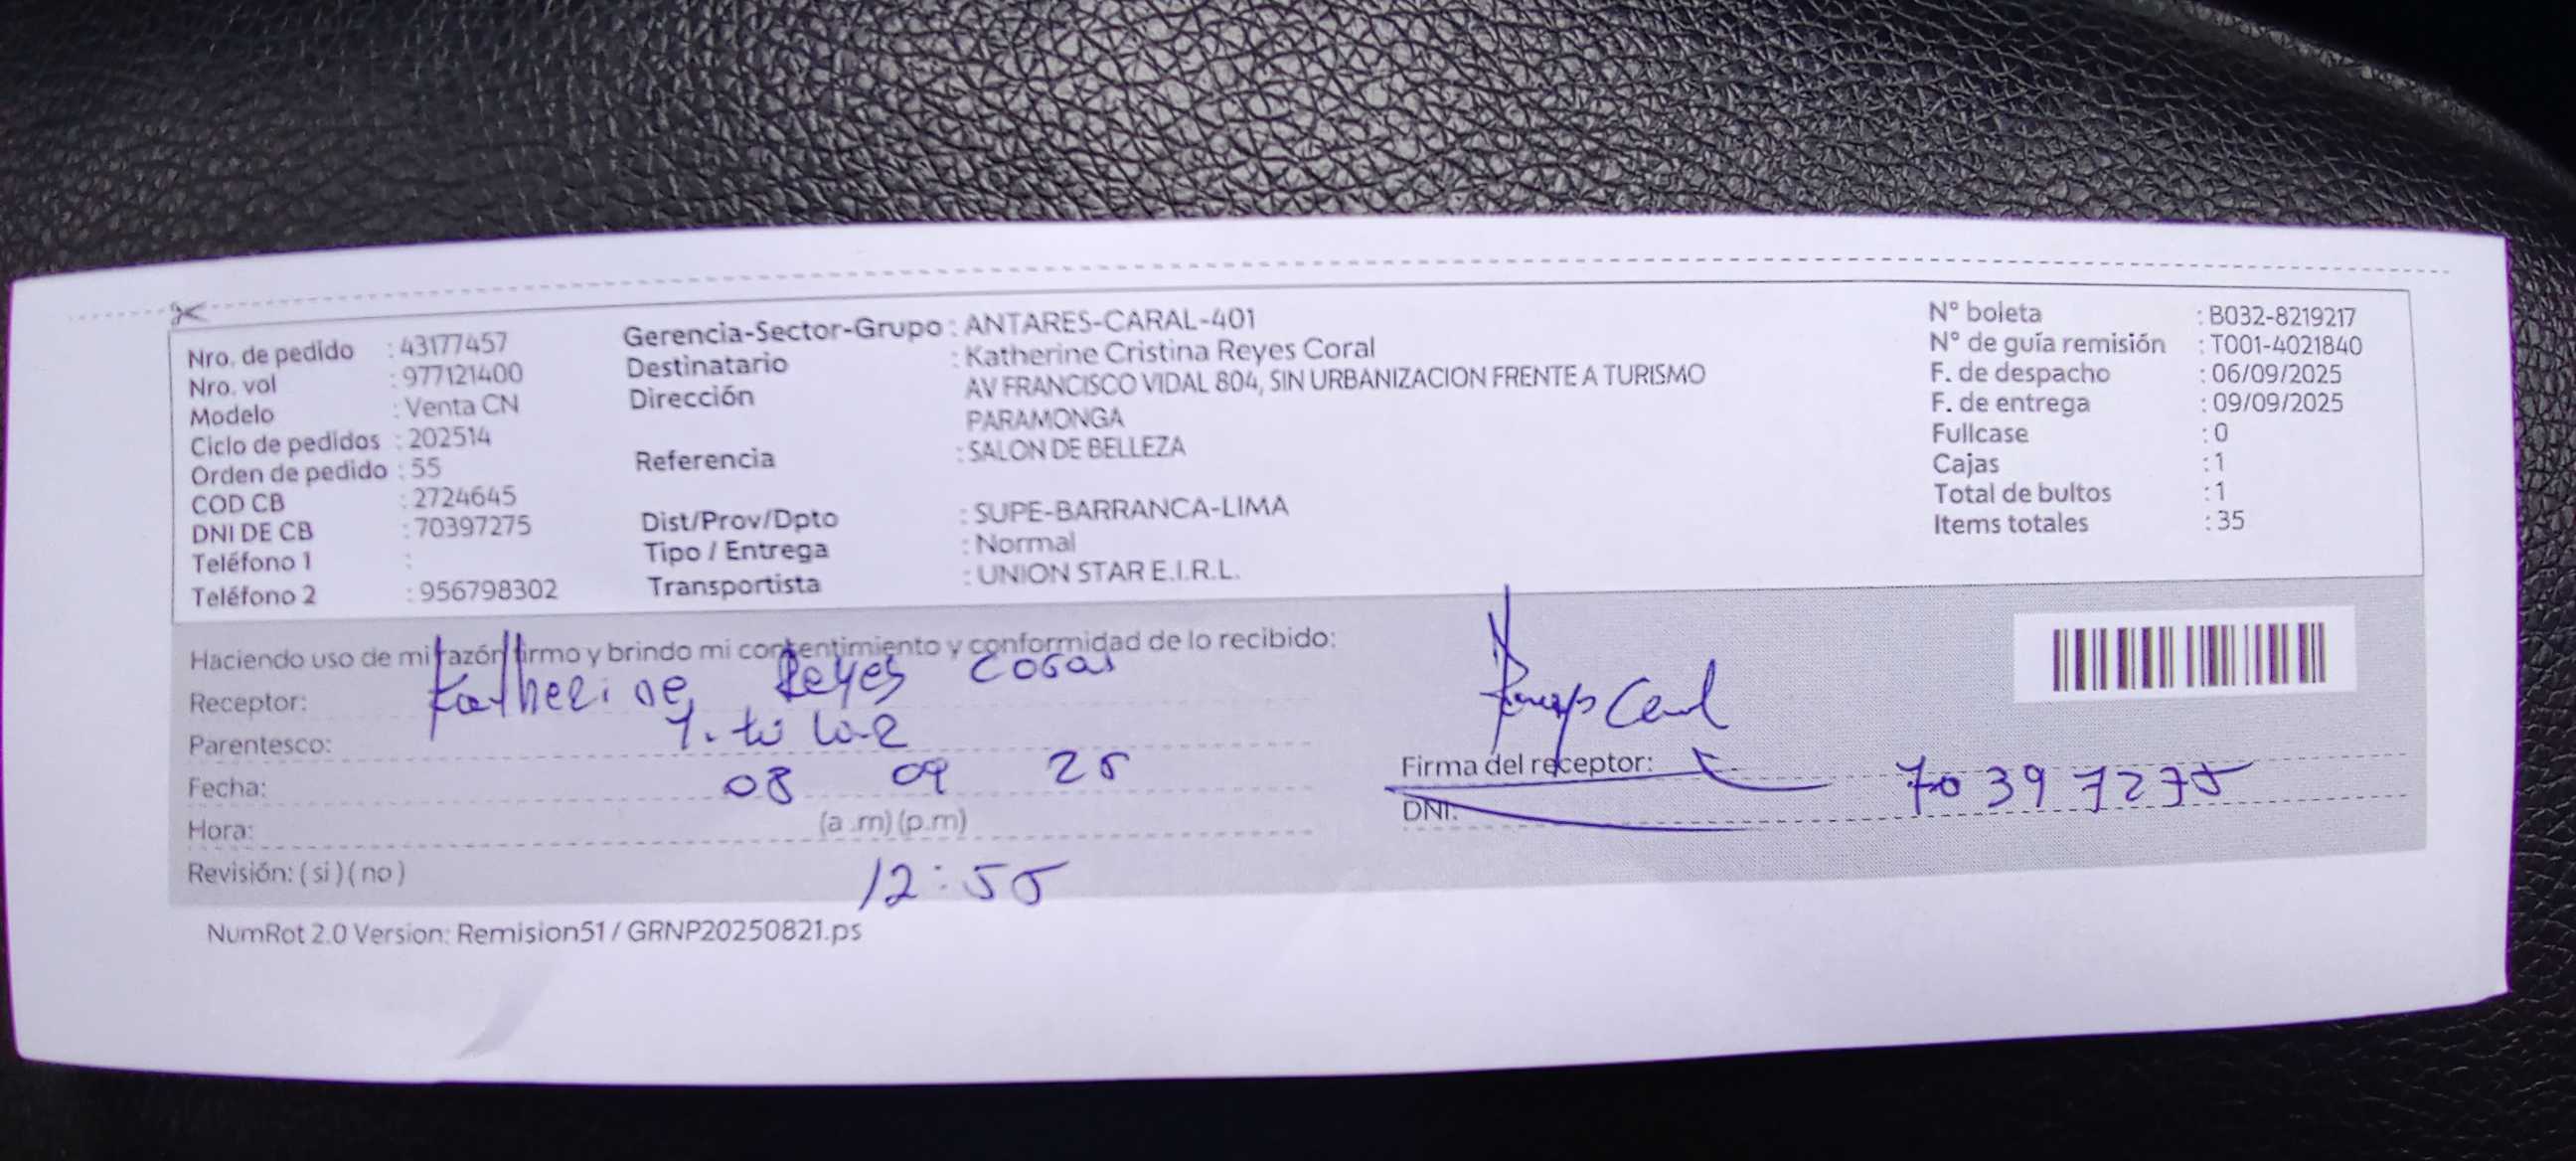 Nro. de pedido : 43177457
Nro. vol : 977121400
Modelo : Venta CN
Ciclo de pedidos : 202514
Orden de pedido : 55
COD CB : 2724645
DNI DE CB : 70397275
Teléfono 1 :
Teléfono 2 : 956798302
Gerencia-Sector-Grupo : ANTARES-CARAL-401
Destinatario : Katherine Cristina Reyes Coral
Dirección AV FRANCISCO VIDAL 804, SIN URBANIZACION FRENTE A TURISMO
PARAMONGA
Referencia : SALON DE BELLEZA
Dist/Prov/Dpto : SUPE-BARRANCA-LIMA
Tipo / Entrega : Normal
Transportista : UNION STAR E.I.R.L.
N° boleta : B032-8219217
N° de guía remisión : T001-4021840
F. de despacho : 06/09/2025
F. de entrega : 09/09/2025
Fullcase : 0
Cajas : 1
Total de bultos : 1
Items totales : 35
Haciendo uso de mi razón firmo y brindo mi contentimiento y conformidad de lo recibido:
Receptor: Katherine Reyes Coral
Parentesco: T. titular
Fecha: 08 09 25
Hora: (a .m) (p.m)
Revisión: ( si ) ( no ) 12:55
Firma del receptor:
DNI: 70397275
NumRot 2.0 Version: Remision51 / GRNP20250821.ps